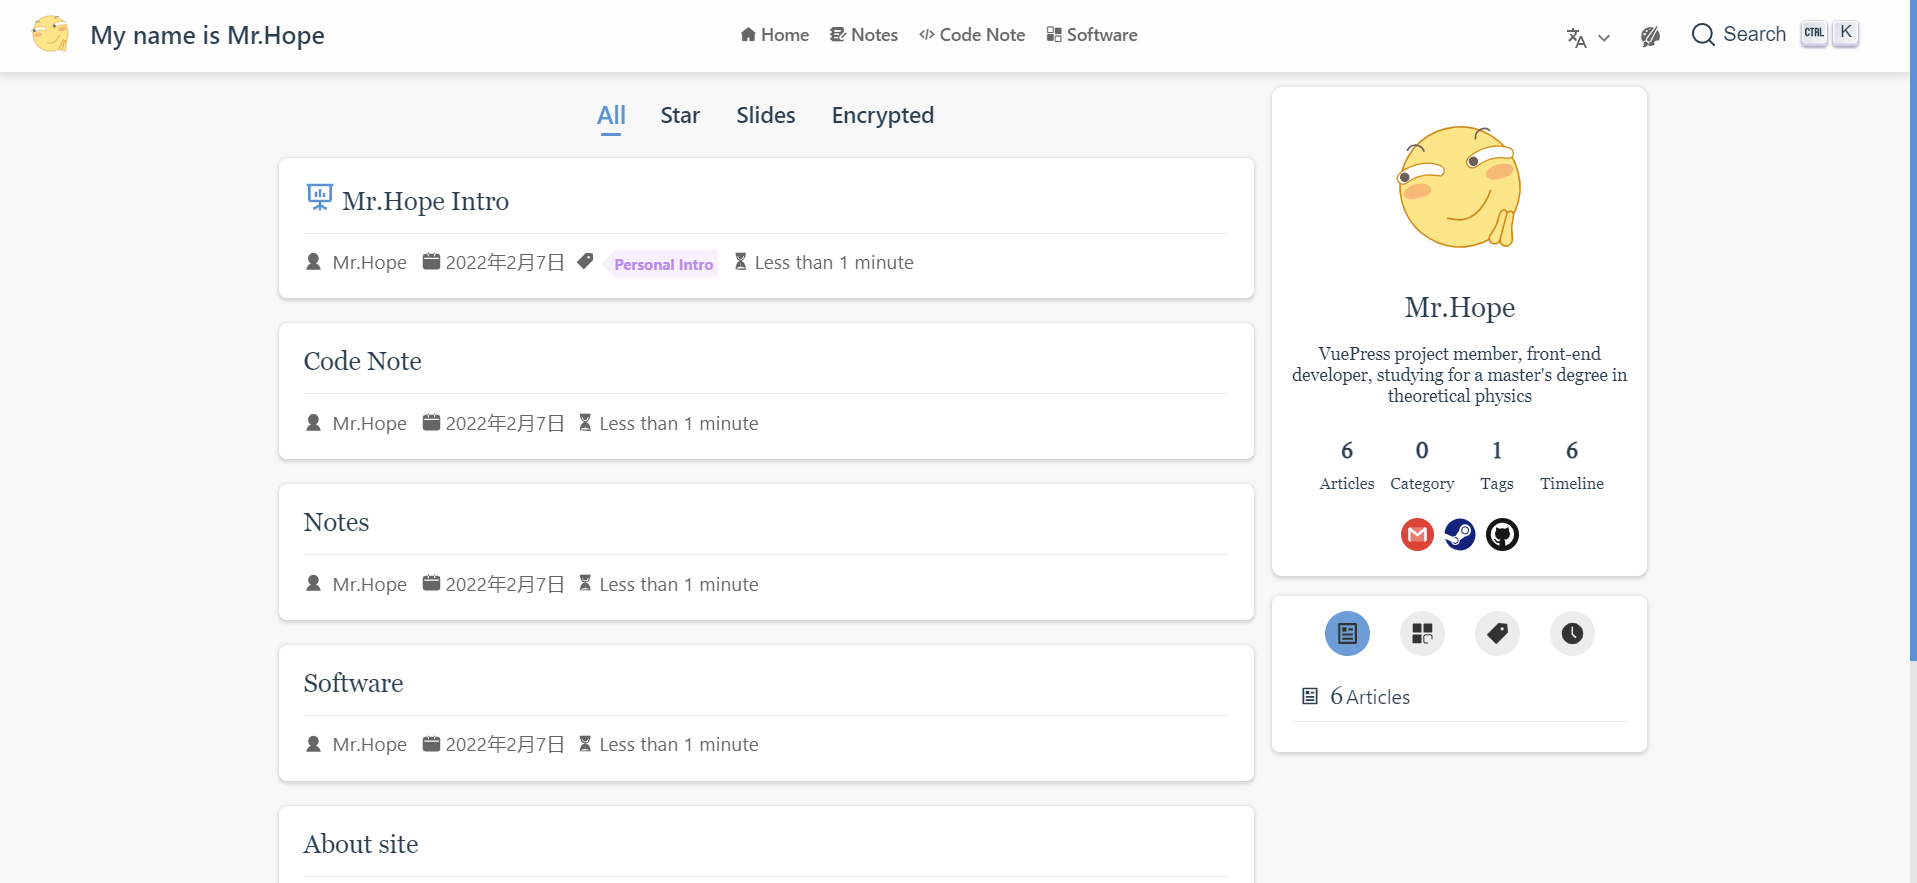 My name is Mr.Hope
Home Notes Code Note Software
Search CTRL K
All Star Slides Encrypted
Mr.Hope Intro
Mr.Hope 2022年2月7日 Personal Intro Less than 1 minute
Code Note
Mr.Hope 2022年2月7日 Less than 1 minute
Notes
Mr.Hope 2022年2月7日 Less than 1 minute
Software
Mr.Hope 2022年2月7日 Less than 1 minute
About site
Mr.Hope
VuePress project member, front-end
developer, studying for a master's degree in
theoretical physics
6 0 1 6
Articles Category Tags Timeline
6 Articles